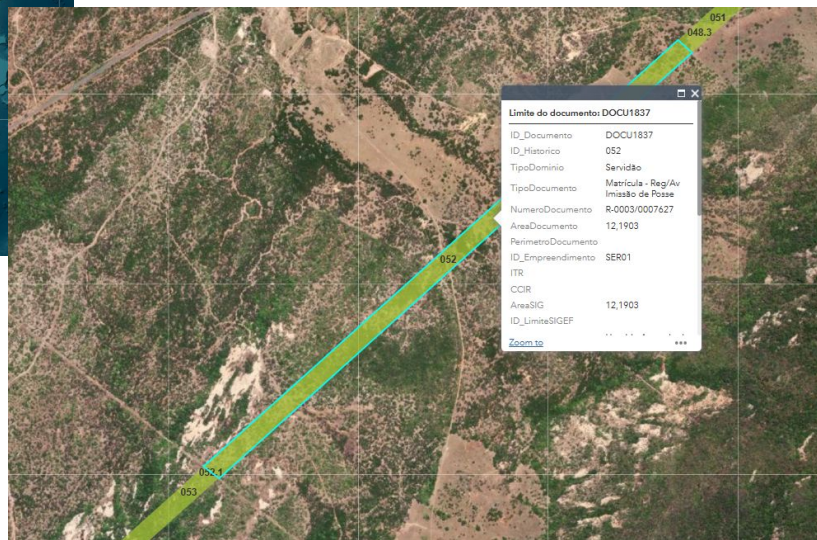 051
048.3
Limite do documento: DOCU1837
ID_Documento DOCU1837
ID_Historico 052
TipoDominio Servidão
TipoDocumento Matrícula - Reg/Av
Imissão de Posse
NumeroDocumento R-0003/0007627
AreaDocumento 12,1903
PerimetroDocumento
ID_Empreendimento SER01
ITR
CCIR
AreaSIG 12,1903
ID_LimiteSIGEF
Zoom to
052
052.1
053